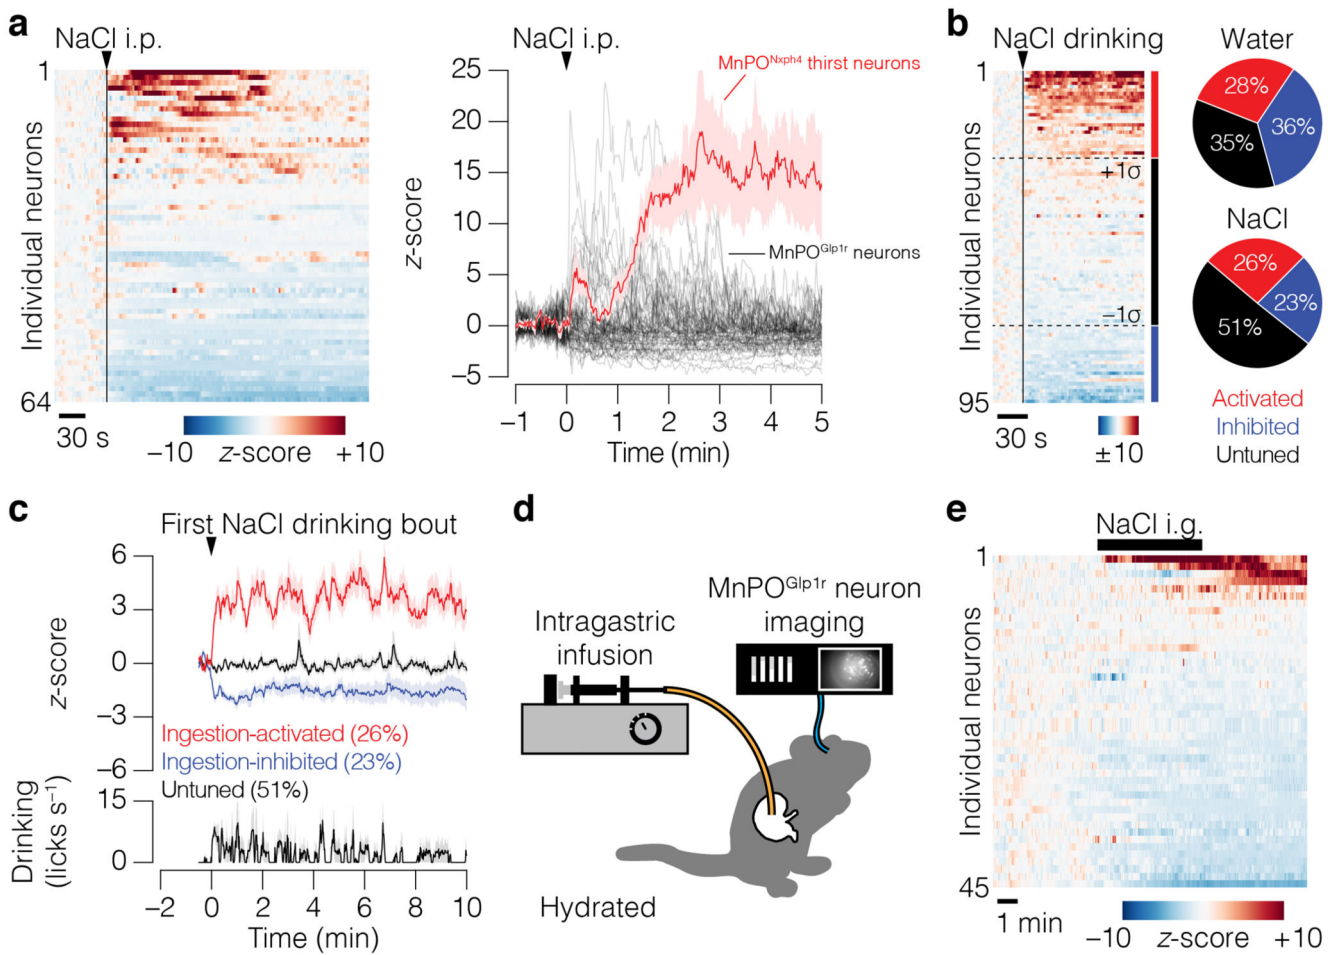 a
NaCl i.p.
1
Individual neurons
64
30 s
−10 z-score +10
NaCl i.p.
MnPO^Nxph4 thirst neurons
MnPO^Glp1r neurons
z-score
25
20
15
10
5
0
−5
−1 0 1 2 3 4 5
Time (min)
b
NaCl drinking
1
Individual neurons
95
+1σ
−1σ
30 s
±10
Water
28%
36%
35%
NaCl
26%
23%
51%
Activated
Inhibited
Untuned
c
First NaCl drinking bout
z-score
6
3
0
−3
−6
Ingestion-activated (26%)
Ingestion-inhibited (23%)
Untuned (51%)
Drinking
(licks s⁻¹)
15
0
−2 0 2 4 6 8 10
Time (min)
d
Intragastric
infusion
MnPO^Glp1r neuron
imaging
Hydrated
e
NaCl i.g.
1
Individual neurons
45
1 min
−10 z-score +10